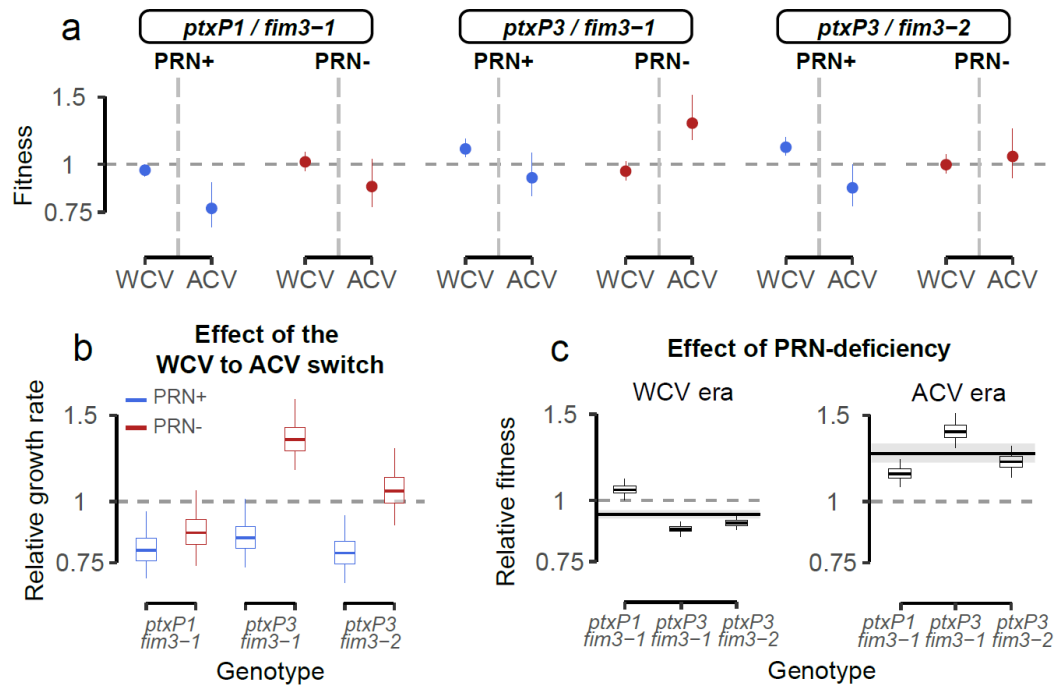 a
ptxP1 / fim3−1
ptxP3 / fim3−1
ptxP3 / fim3−2
PRN+
PRN-
PRN+
PRN-
PRN+
PRN-
Fitness
1.5
1
0.75
WCV
ACV
WCV
ACV
WCV
ACV
WCV
ACV
WCV
ACV
WCV
ACV
b
Effect of the
WCV to ACV switch
PRN+
PRN-
Relative growth rate
1.5
1
0.75
ptxP1
fim3−1
ptxP3
fim3−1
ptxP3
fim3−2
Genotype
c
Effect of PRN-deficiency
WCV era
Relative fitness
1.5
1
0.75
ptxP1
fim3−1
ptxP3
fim3−1
ptxP3
fim3−2
ACV era
1.5
1
0.75
ptxP1
fim3−1
ptxP3
fim3−1
ptxP3
fim3−2
Genotype